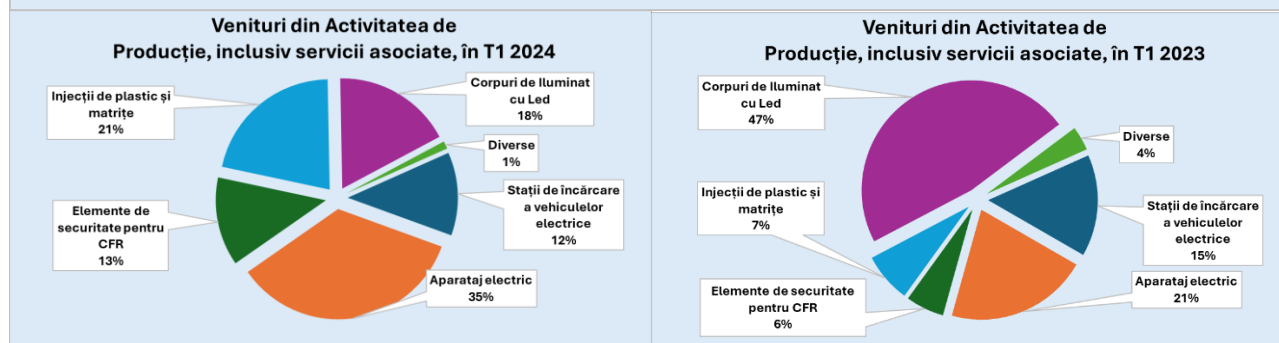 Venituri din Activitatea de
Producție, inclusiv servicii asociate, în T1 2024
Injecții de plastic și
matrițe
21%
Corpuri de Iluminat
cu Led
18%
Diverse
1%
Stații de încărcare
a vehiculelor
electrice
12%
Elemente de
securitate pentru
CFR
13%
Aparataj electric
35%
Venituri din Activitatea de
Producție, inclusiv servicii asociate, în T1 2023
Corpuri de Iluminat
cu Led
47%
Diverse
4%
Injecții de plastic și
matrițe
7%
Stații de încărcare
a vehiculelor
electrice
15%
Elemente de securitate
pentru CFR
6%
Aparataj electric
21%